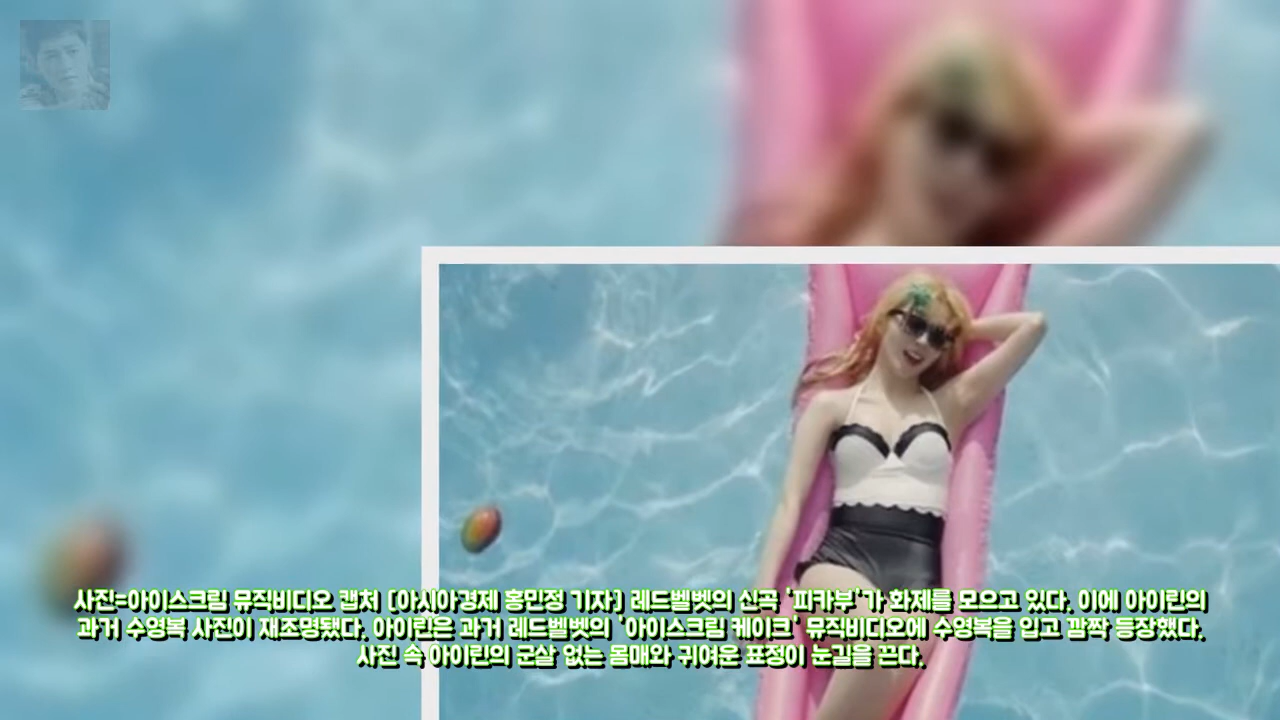 사진=아이스크림 뮤직비디오 캡처 [아시아경제 홍민정 기자] 레드벨벳의 신곡 '피카부'가 화제를 모으고 있다. 이에 아이린의
과거 수영복 사진이 재조명됐다. 아이린은 과거 레드벨벳의 '아이스크림 케이크' 뮤직비디오에 수영복을 입고 깜짝 등장했다.
사진 속 아이린의 군살 없는 몸매와 귀여운 표정이 눈길을 끈다.